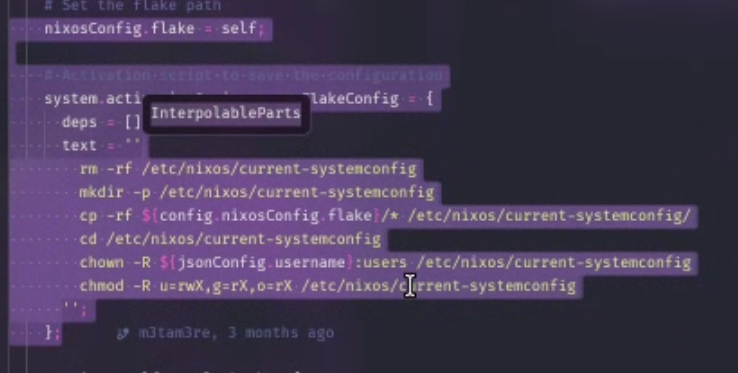 # Set the flake path
nixosConfig.flake = self;
# Activation script to save the configuration
system.acti FlakeConfig = {
InterpolableParts
deps = []
text = ''
rm -rf /etc/nixos/current-systemconfig
mkdir -p /etc/nixos/current-systemconfig
cp -rf ${config.nixosConfig.flake}/* /etc/nixos/current-systemconfig/
cd /etc/nixos/current-systemconfig
chown -R ${jsonConfig.username}:users /etc/nixos/current-systemconfig
chmod -R u=rwX,g=rX,o=rX /etc/nixos/current-systemconfig
'';
}; m3tam3re, 3 months ago